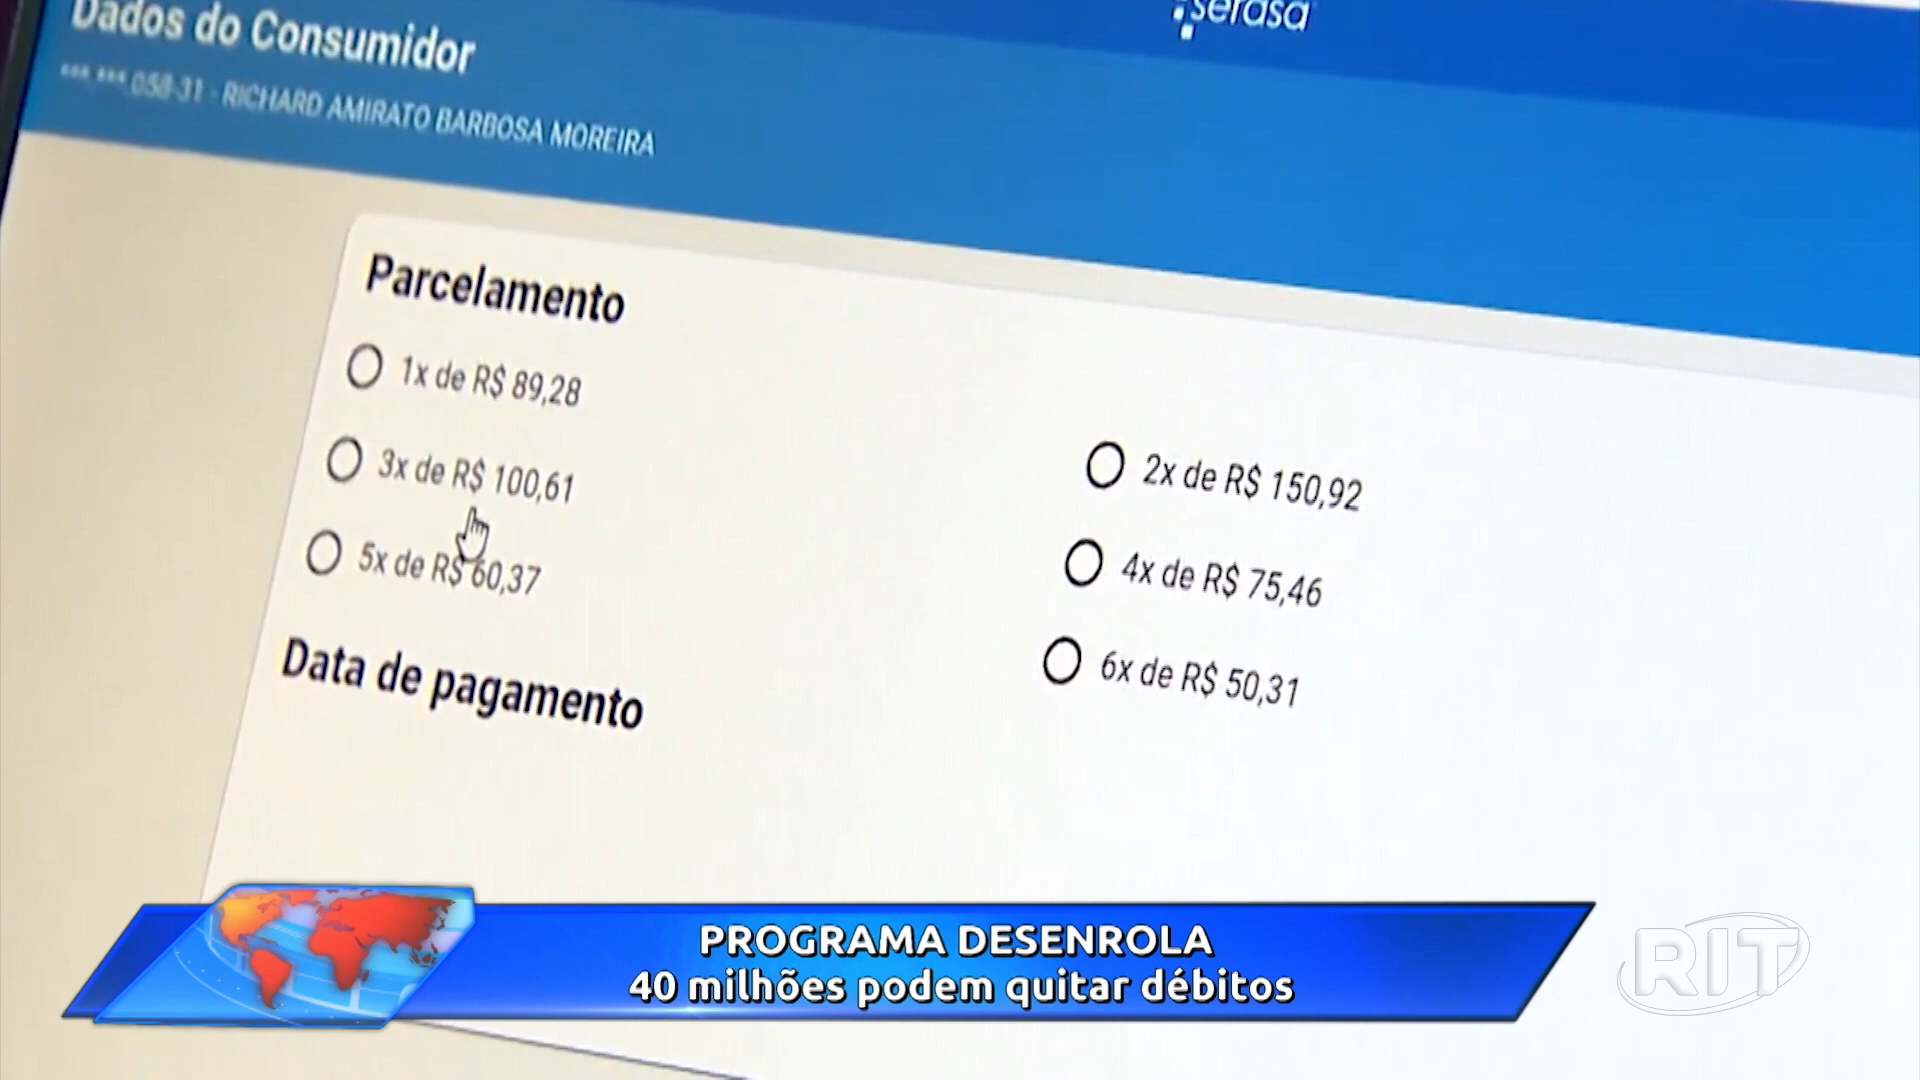 serasa
Dados do Consumidor
***.***.058-31 - RICHARD AMIRATO BARBOSA MOREIRA
Parcelamento
1x de R$ 89,28
2x de R$ 150,92
3x de R$ 100,61
4x de R$ 75,46
5x de R$ 60,37
6x de R$ 50,31
Data de pagamento
PROGRAMA DESENROLA
40 milhões podem quitar débitos
RIT